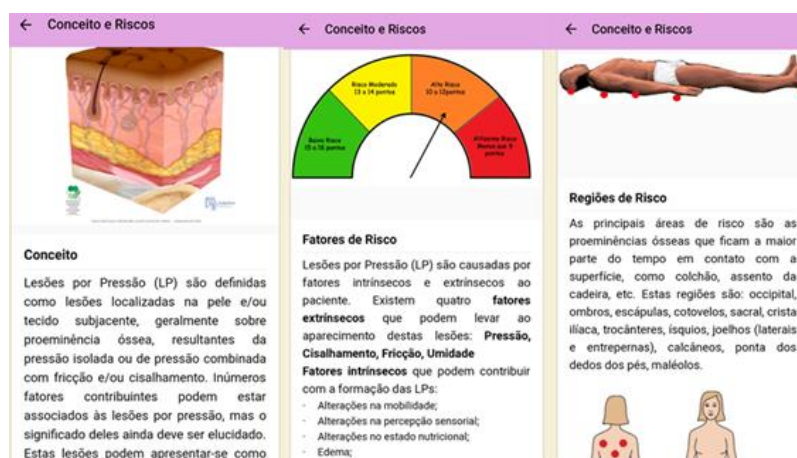 Conceito e Riscos
Conceito
Lesões por Pressão (LP) são definidas
como lesões localizadas na pele e/ou
tecido subjacente, geralmente sobre
proeminência óssea, resultantes da
pressão isolada ou de pressão combinada
com fricção e/ou cisalhamento. Inúmeros
fatores contribuintes podem estar
associados às lesões por pressão, mas o
significado deles ainda deve ser elucidado.
Estas lesões podem apresentar-se como
Conceito e Riscos
Baixo Risco
15 a 18 pontos
Risco Moderado
13 a 14 pontos
Alto Risco
10 a 12pontos
Altíssimo Risco
Menos que 9
pontos
Fatores de Risco
Lesões por Pressão (LP) são causadas por
fatores intrínsecos e extrínsecos ao
paciente. Existem quatro fatores
extrínsecos que podem levar ao
aparecimento destas lesões: Pressão,
Cisalhamento, Fricção, Umidade
Fatores intrínsecos que podem contribuir
com a formação das LPs:
- Alterações na mobilidade;
- Alterações na percepção sensorial;
- Alterações no estado nutricional;
- Edema;
Conceito e Riscos
Regiões de Risco
As principais áreas de risco são as
proeminências ósseas que ficam a maior
parte do tempo em contato com a
superfície, como colchão, assento da
cadeira, etc. Estas regiões são: occipital,
ombros, escápulas, cotovelos, sacral, crista
ilíaca, trocânteres, ísquios, joelhos (laterais
e entrepernas), calcâneos, ponta dos
dedos dos pés, maléolos.